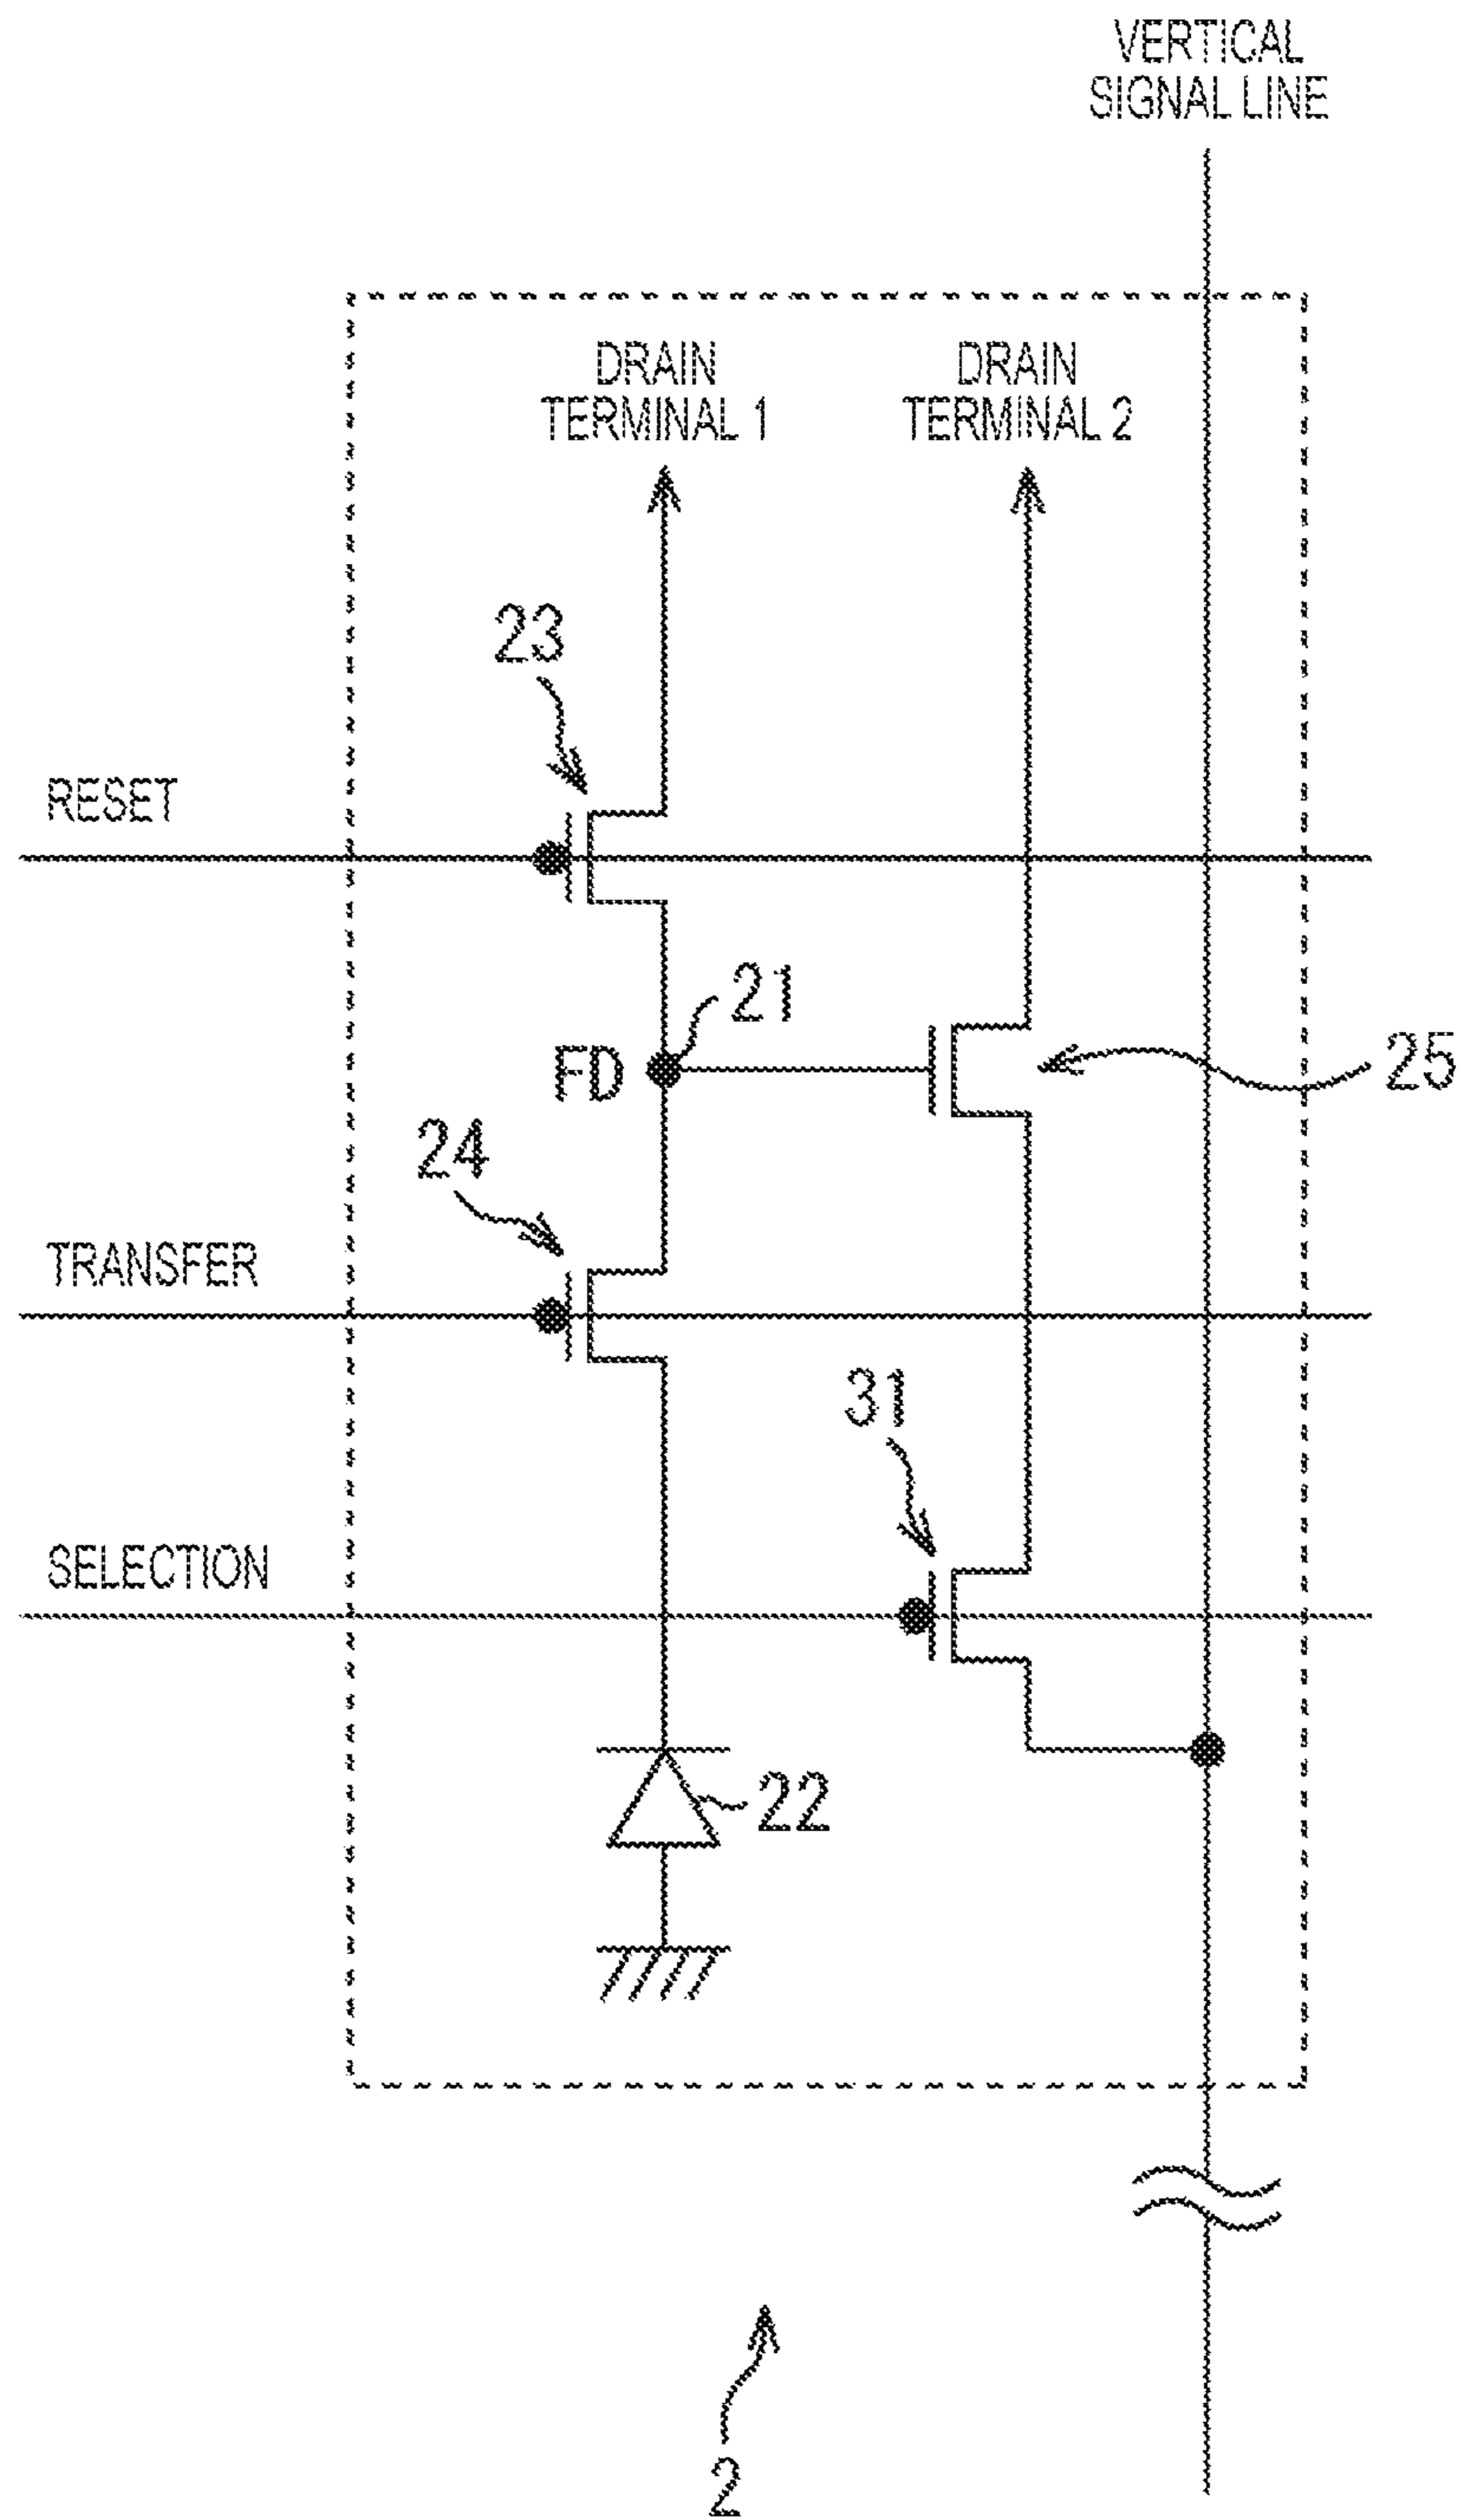 VERTICAL
SIGNAL LINE
DRAIN
TERMINAL 1
DRAIN
TERMINAL 2
23
RESET
21
FD
25
24
TRANSFER
31
SELECTION
22
2